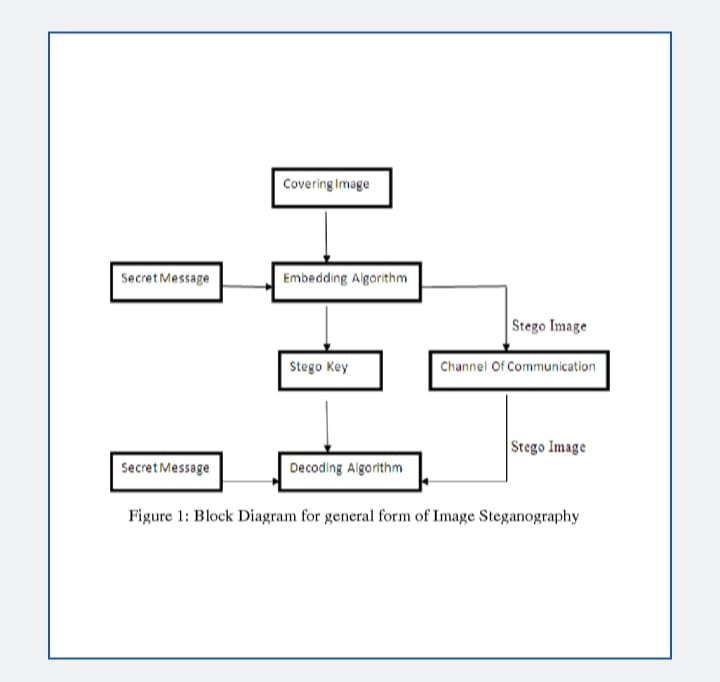 Covering Image
Secret Message
Embedding Algorithm
Stego Image
Stego Key
Channel Of Communication
Stego Image
Secret Message
Decoding Algorithm
Figure 1: Block Diagram for general form of Image Steganography